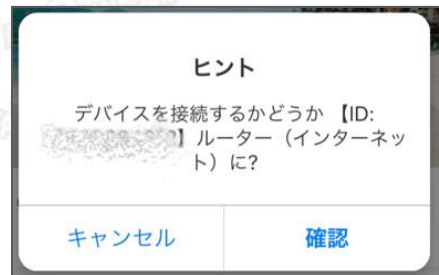 ヒント
デバイスを接続するかどうか 【ID:
】ルーター（インターネッ
ト）に?
キャンセル
確認